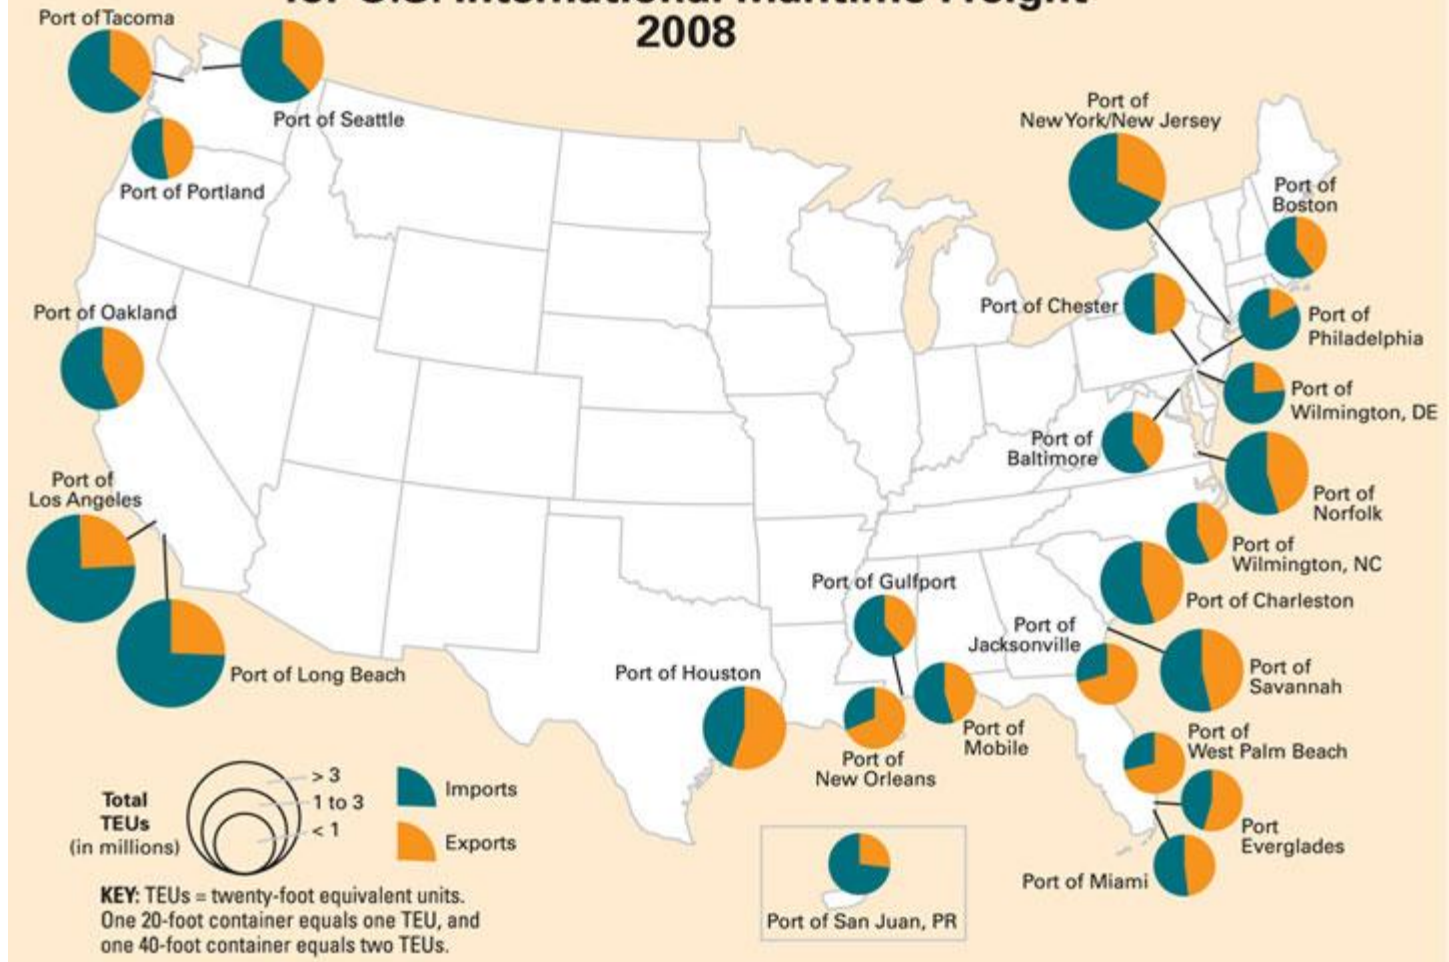 for U.S. International Maritime Freight
2008
Port of Tacoma
Port of Seattle
Port of Portland
Port of
New York/New Jersey
Port of
Boston
Port of Chester
Port of
Philadelphia
Port of Oakland
Port of
Wilmington, DE
Port of
Baltimore
Port of
Los Angeles
Port of
Norfolk
Port of
Wilmington, NC
Port of Gulfport
Port of Charleston
Port of
Jacksonville
Port of Long Beach
Port of Houston
Port of
Savannah
Port of
Mobile
Port of
West Palm Beach
Port of
New Orleans
Port
Everglades
Port of Miami
Port of San Juan, PR
Total
TEUs
(in millions)
> 3
1 to 3
< 1
Imports
Exports
KEY: TEUs = twenty-foot equivalent units.
One 20-foot container equals one TEU, and
one 40-foot container equals two TEUs.